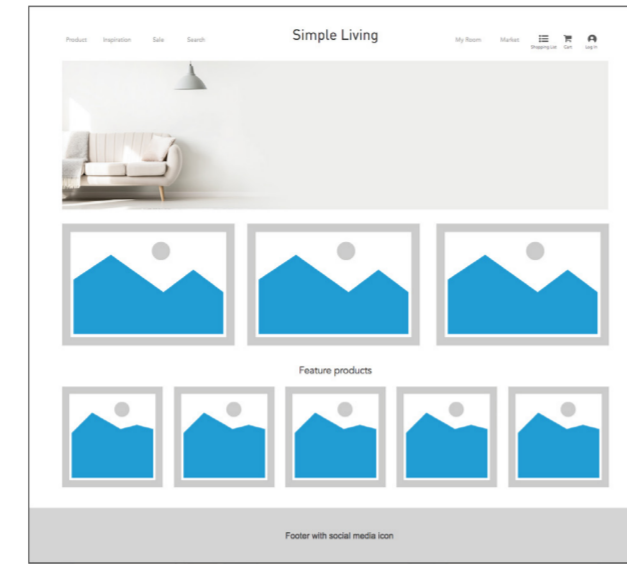 Simple Living
Product Inspiration Sale Search My Room Market
Shopping List Cart Log In
Feature products
Footer with social media icon